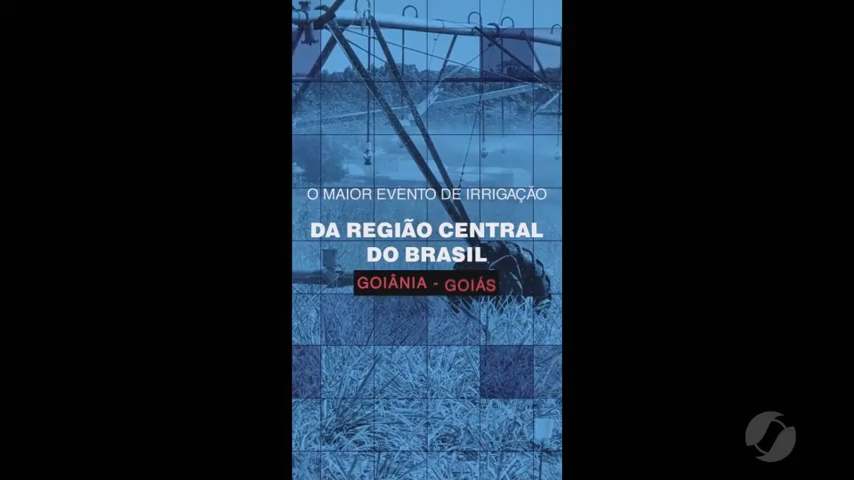 O MAIOR EVENTO DE IRRIGAÇÃO
DA REGIÃO CENTRAL
DO BRASIL
GOIÂNIA - GOIÁS